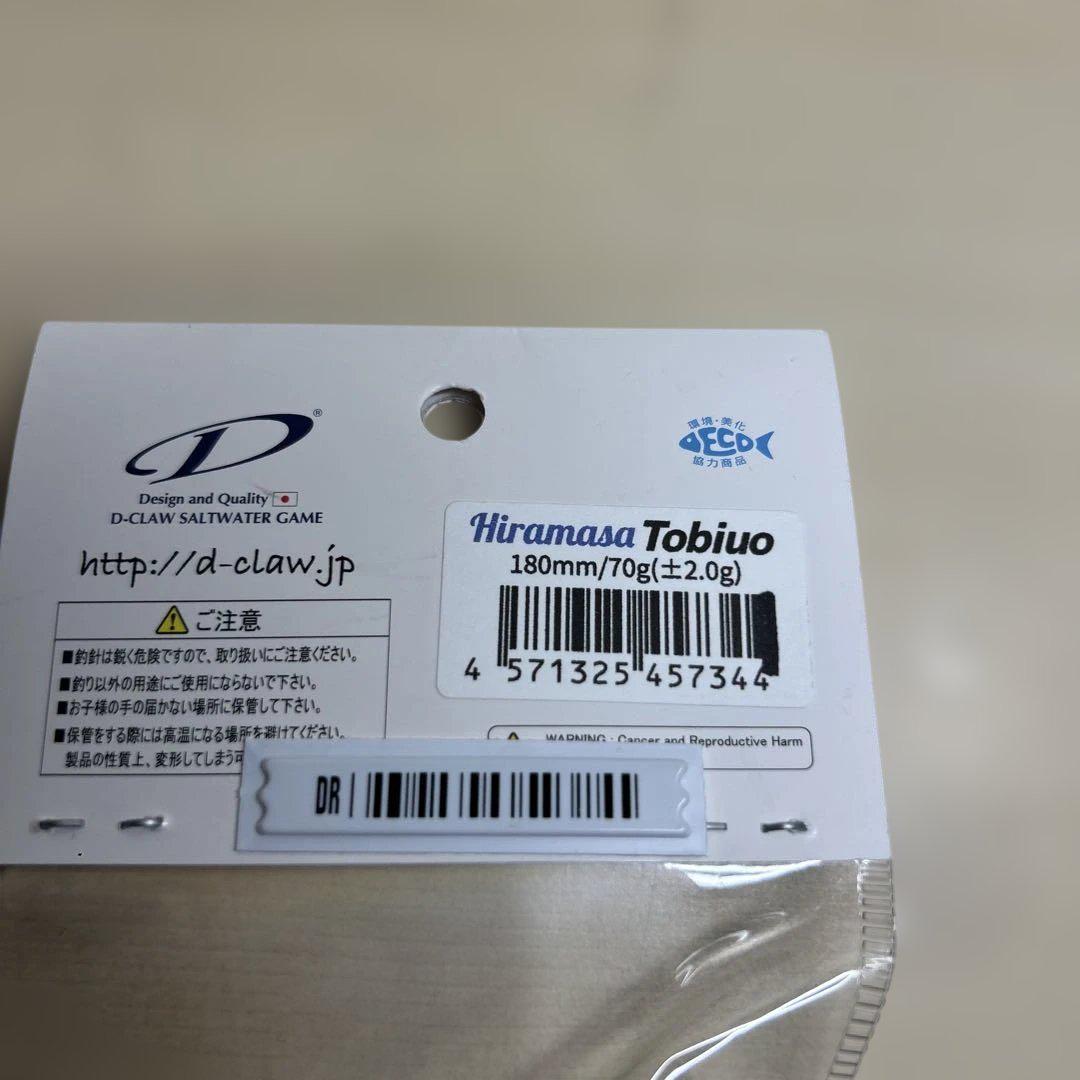 D®
Design and Quality
D-CLAW SALTWATER GAME
http://d-claw.jp
環境・美化
ECO
協力商品
Hiramasa Tobiuo
180mm/70g(±2.0g)
4 571325 457344
ご注意
■釣針は鋭く危険ですので、取り扱いにご注意ください。
■釣り以外の用途にご使用にならないで下さい。
■お子様の手の届かない場所に保管して下さい。
■保管をする際には高温になる場所を避けてください。
製品の性質上、変形してしまう可
WARNING : Cancer and Reproductive Harm
DR